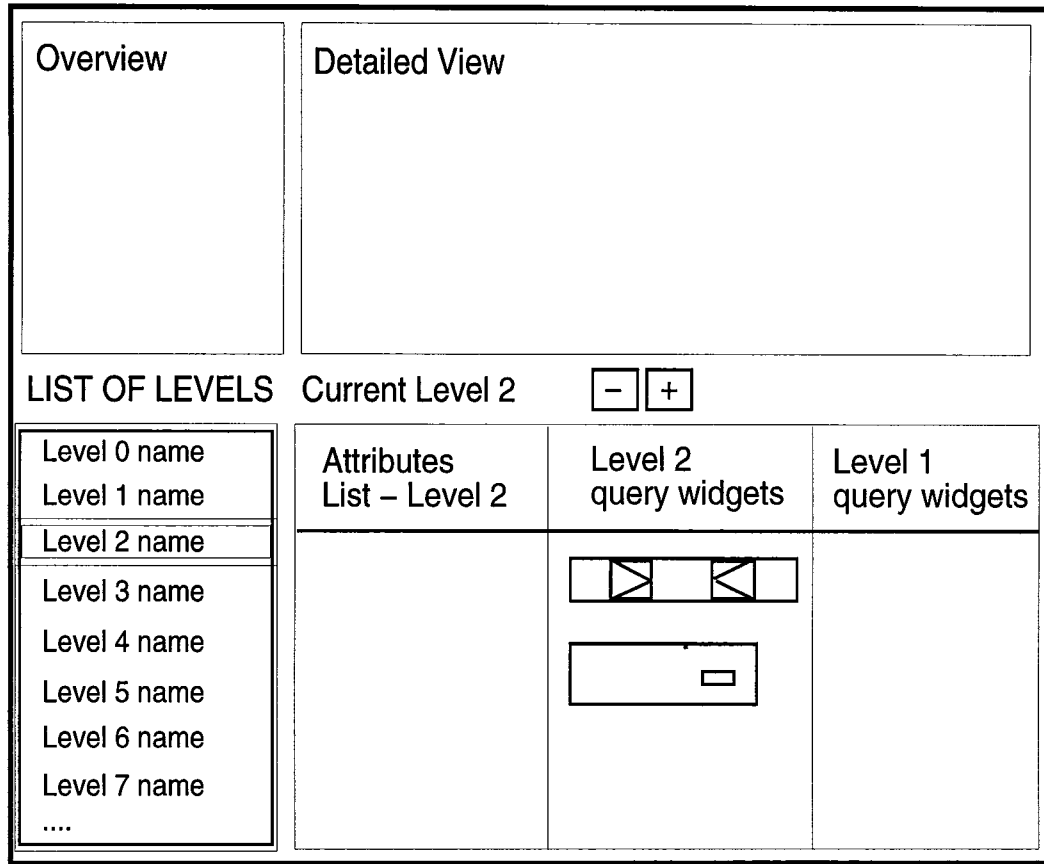 Overview
Detailed View
LIST OF LEVELS
Current Level 2
- +
Level 0 name
Level 1 name
Level 2 name
Level 3 name
Level 4 name
Level 5 name
Level 6 name
Level 7 name
....
Attributes
List – Level 2
Level 2
query widgets
Level 1
query widgets